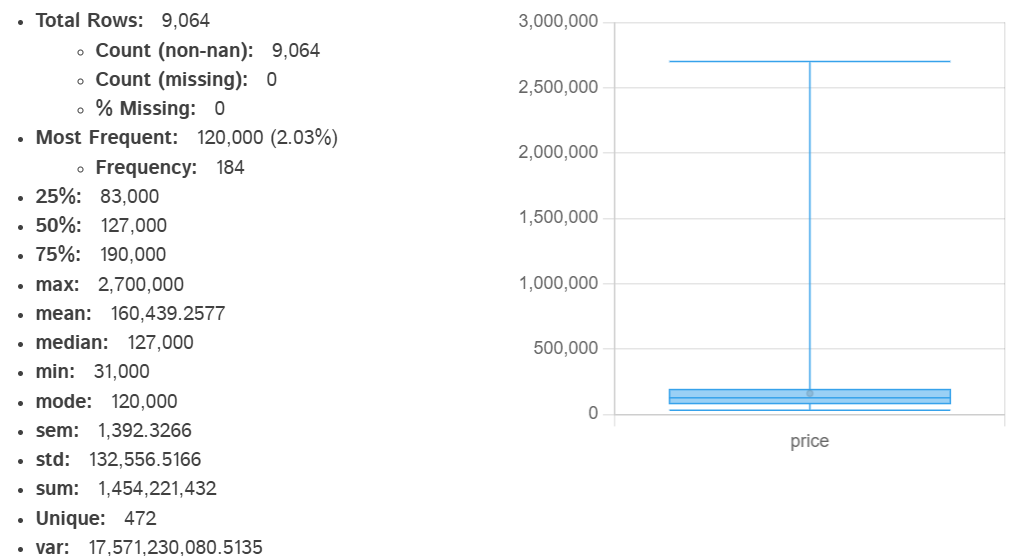 Total Rows: 9,064
Count (non-nan): 9,064
Count (missing): 0
% Missing: 0
Most Frequent: 120,000 (2.03%)
Frequency: 184
25%: 83,000
50%: 127,000
75%: 190,000
max: 2,700,000
mean: 160,439.2577
median: 127,000
min: 31,000
mode: 120,000
sem: 1,392.3266
std: 132,556.5166
sum: 1,454,221,432
Unique: 472
var: 17,571,230,080.5135
3,000,000
2,500,000
2,000,000
1,500,000
1,000,000
500,000
0
price